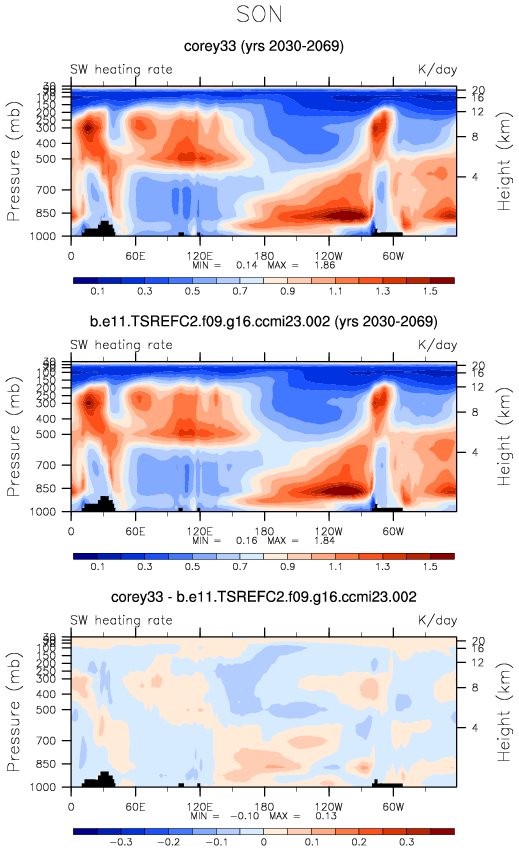 SON
corey33 (yrs 2030-2069)
SW heating rate K/day
30
100
150
200
250
300
400
500
700
850
1000
Pressure (mb)
20
16
12
8
4
Height (km)
0 60E 120E 180 120W 60W
MIN = 0.14 MAX = 1.86
0.1 0.3 0.5 0.7 0.9 1.1 1.3 1.5
b.e11.TSREFC2.f09.g16.ccmi23.002 (yrs 2030-2069)
SW heating rate K/day
30
100
150
200
250
300
400
500
700
850
1000
Pressure (mb)
20
16
12
8
4
Height (km)
0 60E 120E 180 120W 60W
MIN = 0.16 MAX = 1.84
0.1 0.3 0.5 0.7 0.9 1.1 1.3 1.5
corey33 - b.e11.TSREFC2.f09.g16.ccmi23.002
SW heating rate K/day
30
100
150
200
250
300
400
500
700
850
1000
Pressure (mb)
20
16
12
8
4
Height (km)
0 60E 120E 180 120W 60W
MIN = -0.10 MAX = 0.13
-0.3 -0.2 -0.1 0 0.1 0.2 0.3